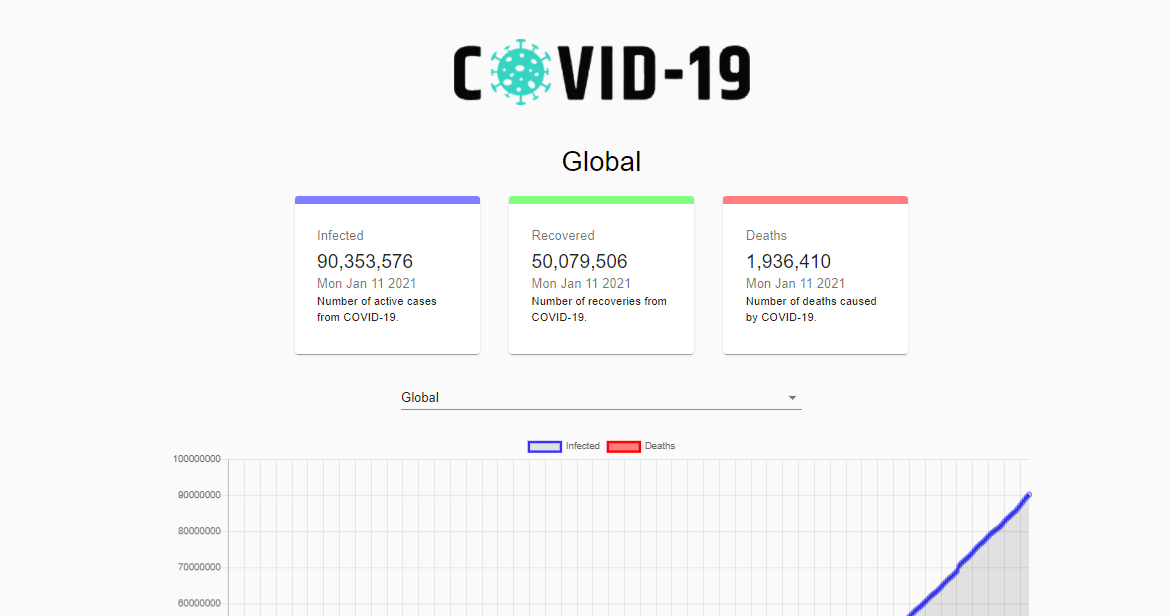 COVID-19
Global
Infected
90,353,576
Mon Jan 11 2021
Number of active cases
from COVID-19.
Recovered
50,079,506
Mon Jan 11 2021
Number of recoveries from
COVID-19.
Deaths
1,936,410
Mon Jan 11 2021
Number of deaths caused
by COVID-19.
Global
Infected Deaths
100000000
90000000
80000000
70000000
60000000